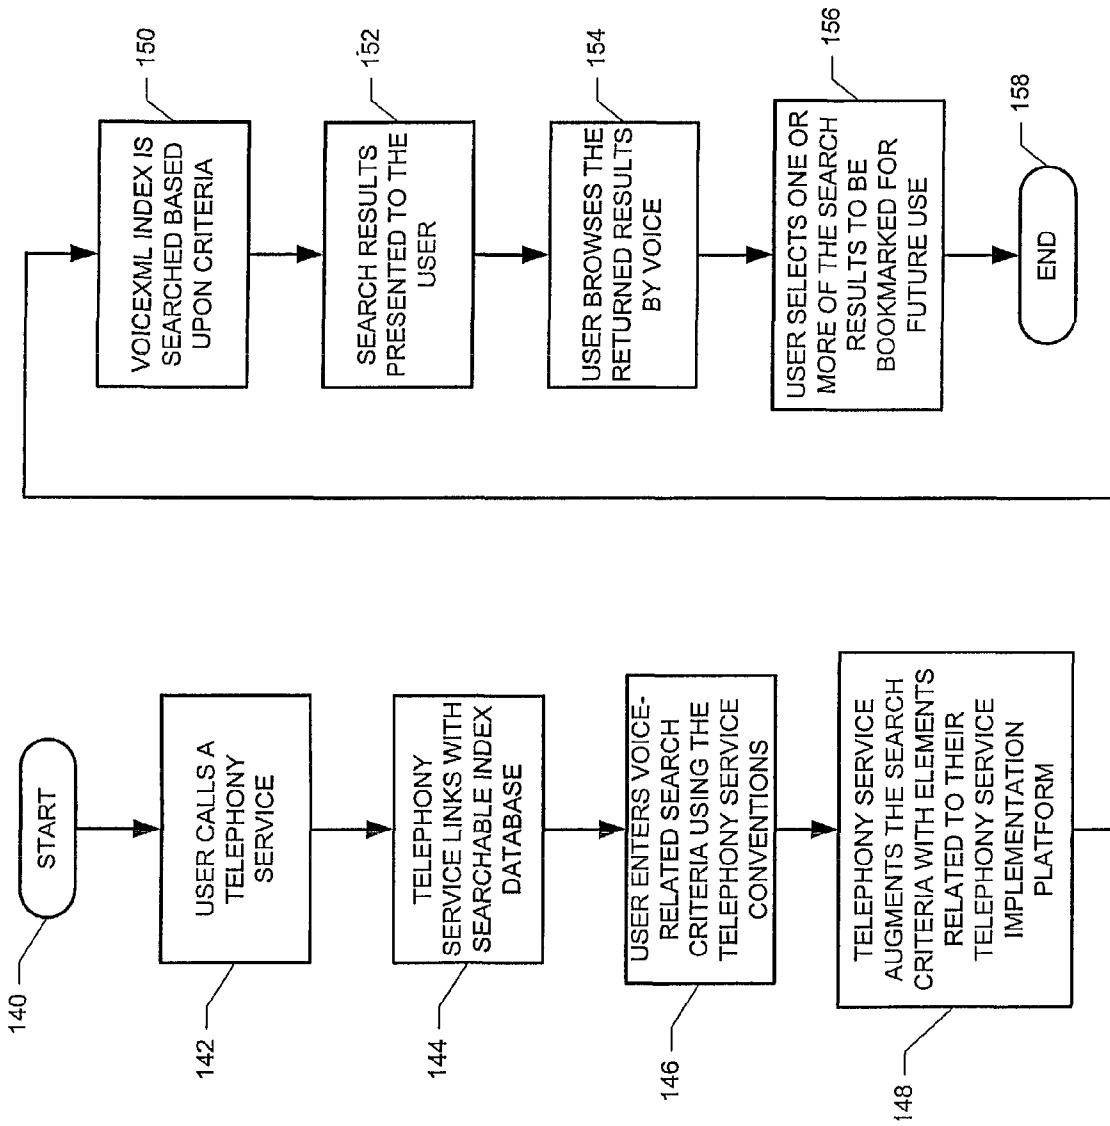 140
START
142
USER CALLS A
TELEPHONY
SERVICE
144
TELEPHONY
SERVICE LINKS WITH
SEARCHABLE INDEX
DATABASE
146
USER ENTERS VOICE-
RELATED SEARCH
CRITERIA USING THE
TELEPHONY SERVICE
CONVENTIONS
148
TELEPHONY SERVICE
AUGMENTS THE SEARCH
CRITERIA WITH ELEMENTS
RELATED TO THEIR
TELEPHONY SERVICE
IMPLEMENTATION
PLATFORM
150
VOICEXML INDEX IS
SEARCHED BASED
UPON CRITERIA
152
SEARCH RESULTS
PRESENTED TO THE
USER
154
USER BROWSES THE
RETURNED RESULTS
BY VOICE
156
USER SELECTS ONE OR
MORE OF THE SEARCH
RESULTS TO BE
BOOKMARKED FOR
FUTURE USE
158
END